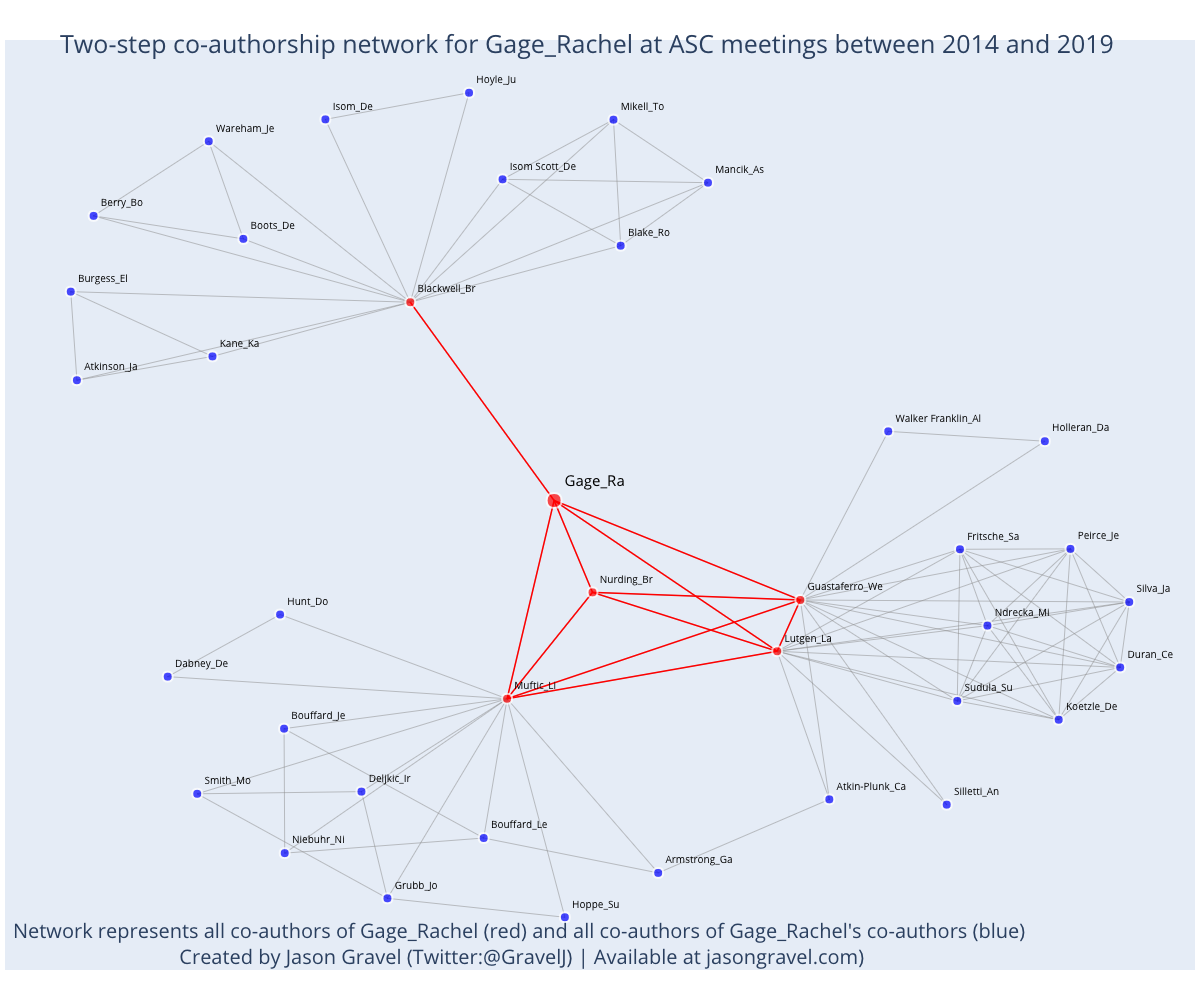 Two-step co-authorship network for Gage_Rachel at ASC meetings between 2014 and 2019
Hoyle_Ju
Isom_De
Mikell_To
Wareham_Je
Isom Scott_De
Mancik_As
Berry_Bo
Boots_De
Blake_Ro
Burgess_El
Blackwell_Br
Kane_Ka
Atkinson_Ja
Walker Franklin_Al
Holleran_Da
Gage_Ra
Fritsche_Sa
Peirce_Je
Nurding_Br
Guastaferro_We
Silva_Ja
Hunt_Do
Ndrecka_Mi
Lutgen_La
Duran_Ce
Dabney_De
Muftic_Li
Sudula_Su
Koetzle_De
Bouffard_Je
Smith_Mo
Deljkic_Ir
Atkin-Plunk_Ca
Silletti_An
Bouffard_Le
Niebuhr_Ni
Armstrong_Ga
Grubb_Jo
Hoppe_Su
Network represents all co-authors of Gage_Rachel (red) and all co-authors of Gage_Rachel's co-authors (blue)
Created by Jason Gravel (Twitter:@GravelJ) | Available at jasongravel.com)